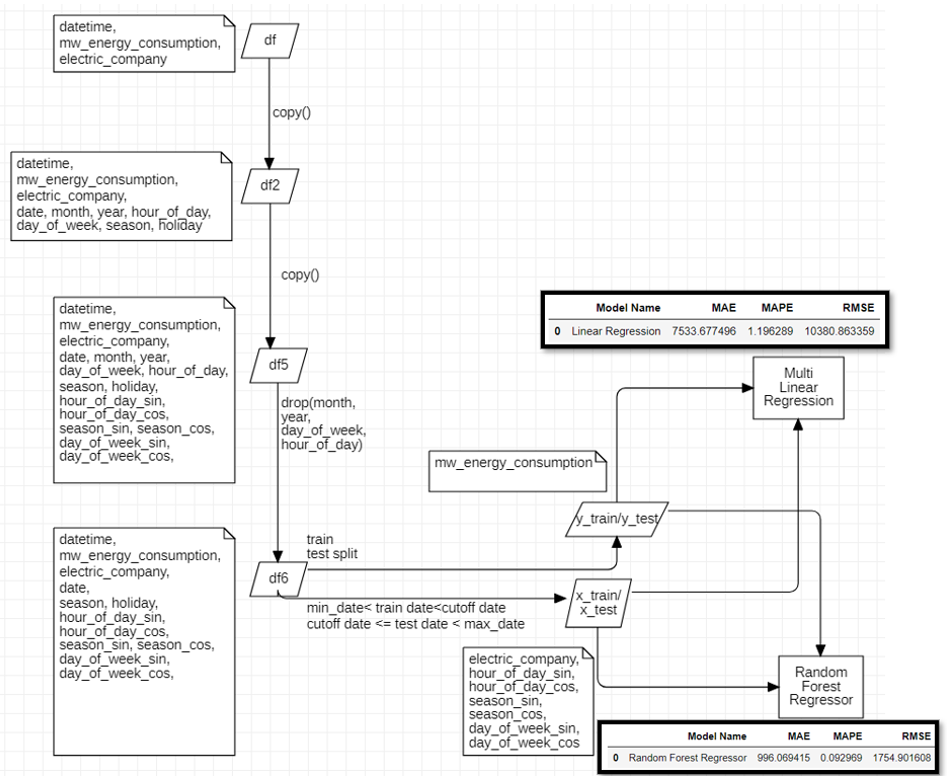 datetime,
mw_energy_consumption,
electric_company
df
copy()
datetime,
mw_energy_consumption,
electric_company,
date, month, year, hour_of_day,
day_of_week, season, holiday
df2
copy()
datetime,
mw_energy_consumption,
electric_company,
date, month, year,
day_of_week, hour_of_day,
season, holiday,
hour_of_day_sin,
hour_of_day_cos,
season_sin, season_cos,
day_of_week_sin,
day_of_week_cos,
df5
drop(month,
year,
day_of_week,
hour_of_day)
Model Name MAE MAPE RMSE
0 Linear Regression 7533.677496 1.196289 10380.863359
Multi
Linear
Regression
mw_energy_consumption
y_train/y_test
datetime,
mw_energy_consumption,
electric_company,
date,
season, holiday,
hour_of_day_sin,
hour_of_day_cos,
season_sin, season_cos,
day_of_week_sin,
day_of_week_cos,
df6
train
test split
min_date< train date<cutoff date
cutoff date <= test date < max_date
x_train/
x_test
electric_company,
hour_of_day_sin,
hour_of_day_cos,
season_sin,
season_cos,
day_of_week_sin,
day_of_week_cos
Random
Forest
Regressor
Model Name MAE MAPE RMSE
0 Random Forest Regressor 996.069415 0.092969 1754.901608